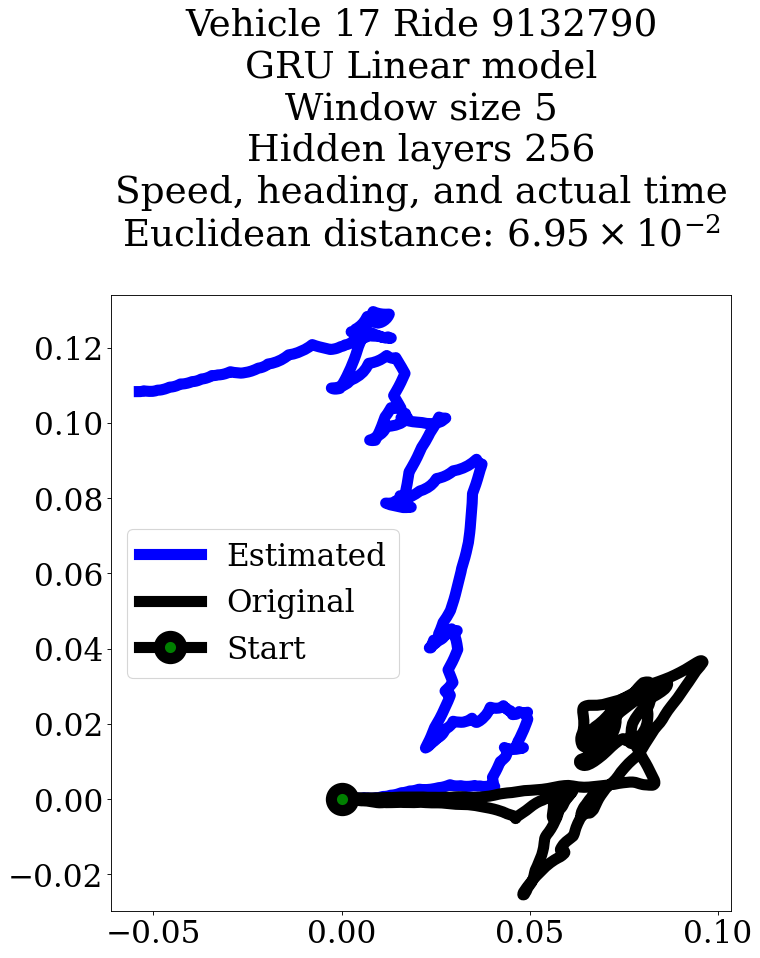 Vehicle 17 Ride 9132790
GRU Linear model
Window size 5
Hidden layers 256
Speed, heading, and actual time
Euclidean distance: 6.95 × 10⁻²
0.12
0.10
0.08
0.06
0.04
0.02
0.00
−0.02
Estimated
Original
Start
−0.05 0.00 0.05 0.10